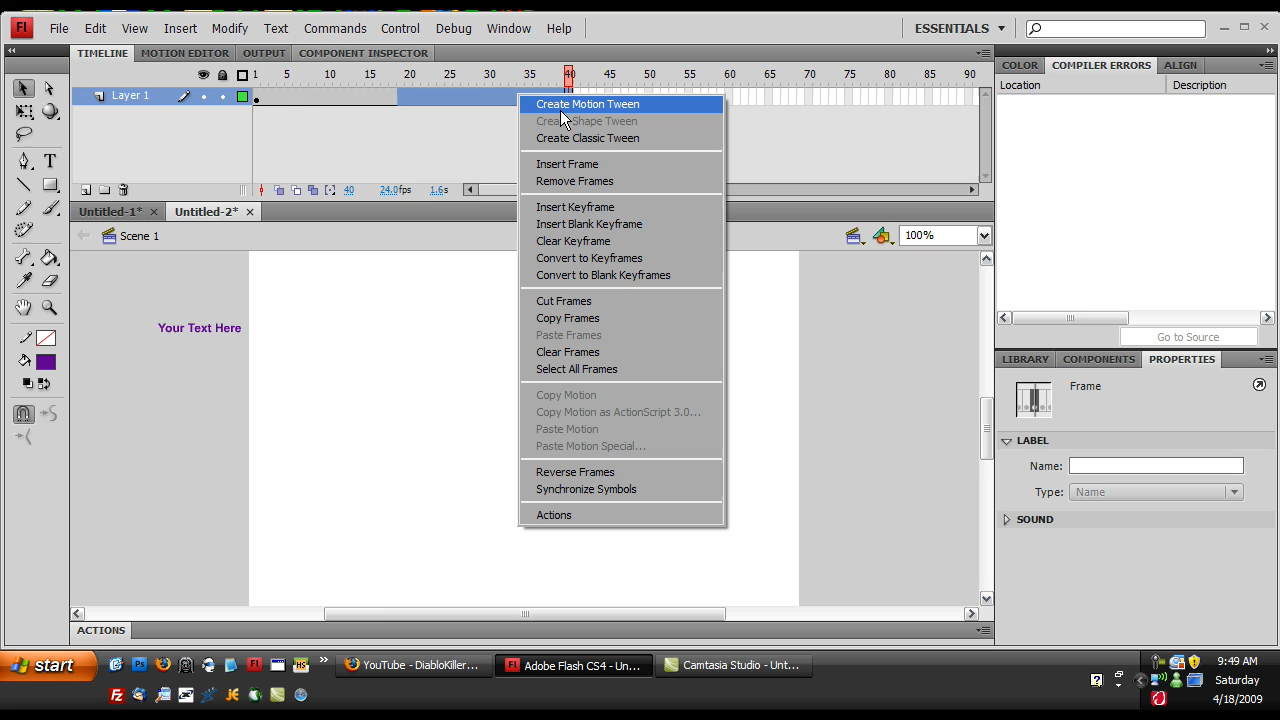 Fl File Edit View Insert Modify Text Commands Control Debug Window Help ESSENTIALS
TIMELINE MOTION EDITOR OUTPUT COMPONENT INSPECTOR
1 5 10 15 20 25 30 35 40 45 50 55 60 65 70 75 80 85 90
Layer 1
40 24.0fps 1.6s
Untitled-1* Untitled-2*
Scene 1
100%
Your Text Here
Create Motion Tween
Create Shape Tween
Create Classic Tween
Insert Frame
Remove Frames
Insert Keyframe
Insert Blank Keyframe
Clear Keyframe
Convert to Keyframes
Convert to Blank Keyframes
Cut Frames
Copy Frames
Paste Frames
Clear Frames
Select All Frames
Copy Motion
Copy Motion as ActionScript 3.0...
Paste Motion
Paste Motion Special...
Reverse Frames
Synchronize Symbols
Actions
COLOR COMPILER ERRORS ALIGN
Location Description
Go to Source
LIBRARY COMPONENTS PROPERTIES
Frame
LABEL
Name:
Type: Name
SOUND
ACTIONS
start
YouTube - DiabloKiller...
Fl Adobe Flash CS4 - Un...
Camtasia Studio - Unt...
9:49 AM
Saturday
4/18/2009